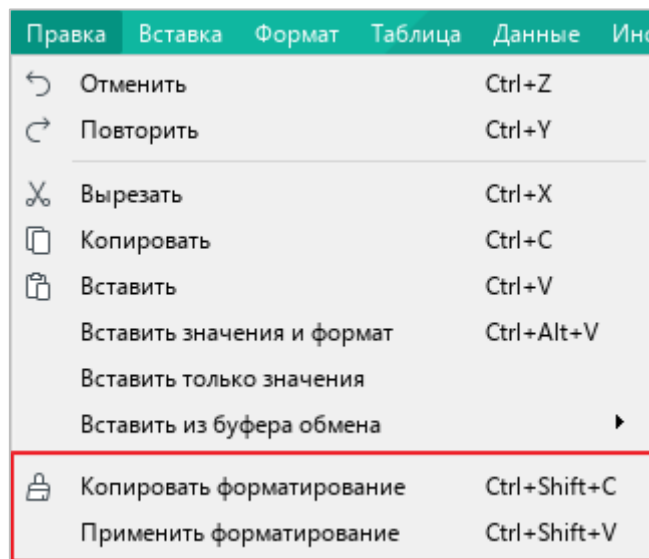 Правка Вставка Формат Таблица Данные Инс
Отменить Ctrl+Z
Повторить Ctrl+Y
Вырезать Ctrl+X
Копировать Ctrl+C
Вставить Ctrl+V
Вставить значения и формат Ctrl+Alt+V
Вставить только значения
Вставить из буфера обмена
Копировать форматирование Ctrl+Shift+C
Применить форматирование Ctrl+Shift+V